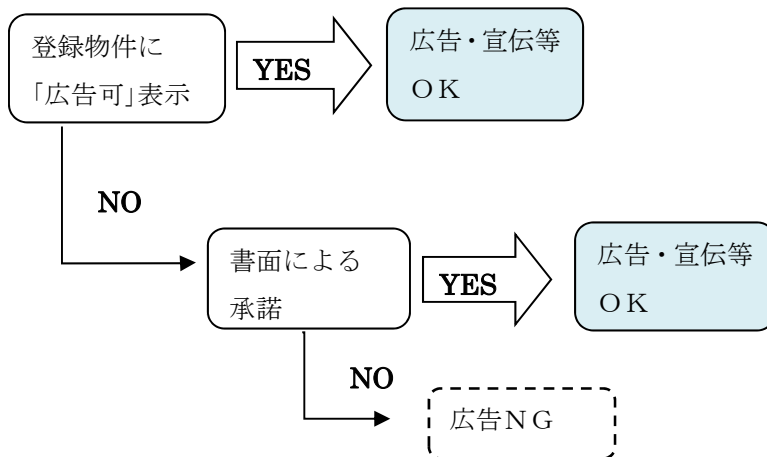 登録物件に
「広告可」表示
YES
広告・宣伝等
ＯＫ
NO
書面による
承諾
YES
広告・宣伝等
ＯＫ
NO
広告ＮＧ